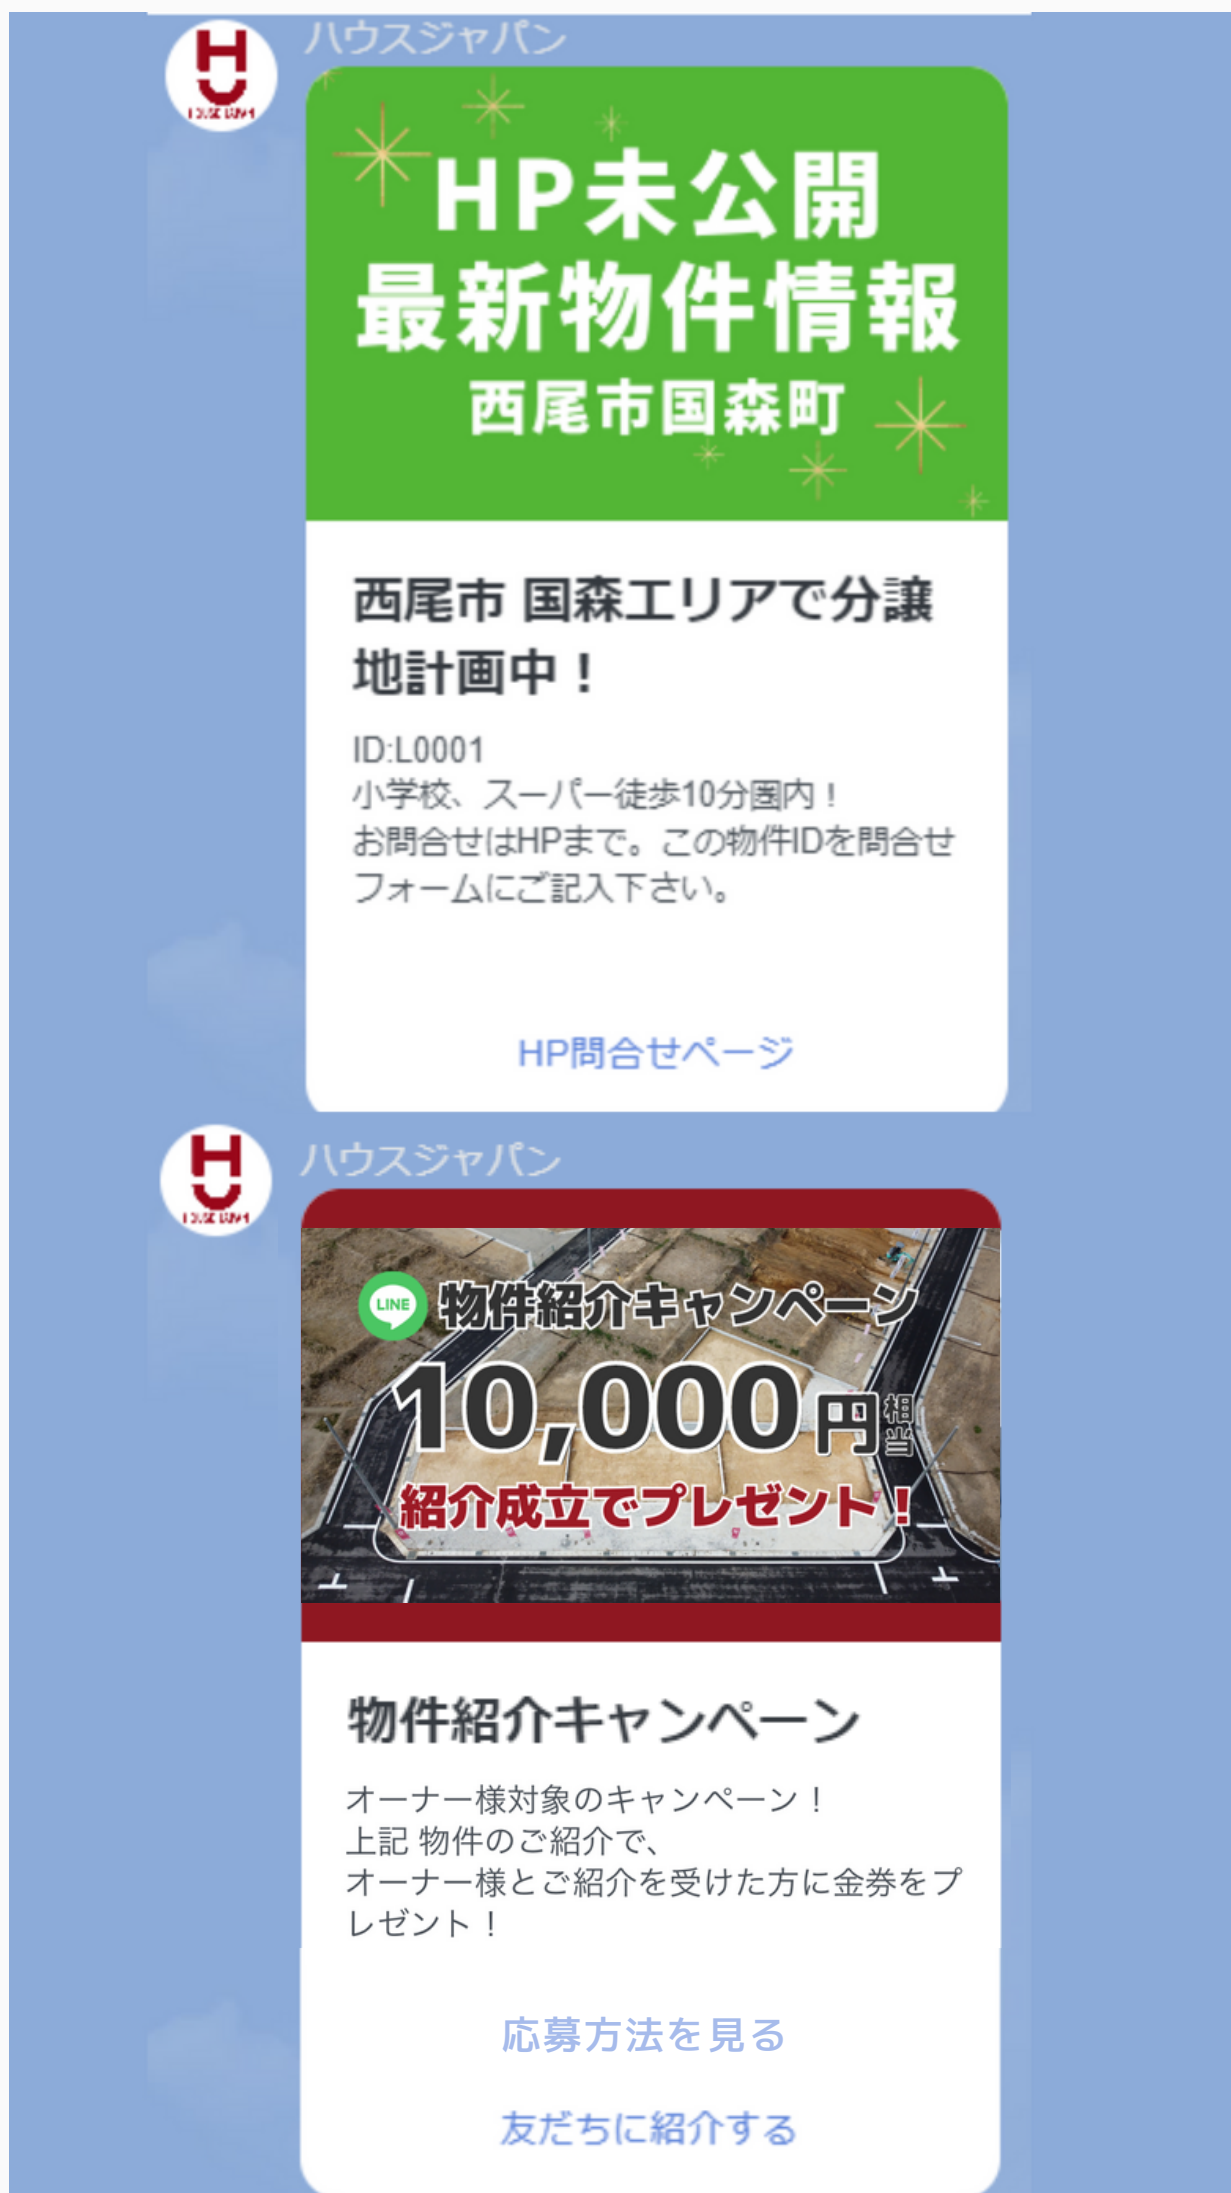 ハウスジャパン
HOUSE JAPAN
HP未公開
最新物件情報
西尾市国森町
西尾市 国森エリアで分譲
地計画中！
ID:L0001
小学校、スーパー徒歩10分圏内！
お問合せはHPまで。この物件IDを問合せ
フォームにご記入下さい。
HP問合せページ
ハウスジャパン
HOUSE JAPAN
LINE 物件紹介キャンペーン
10,000円相当
紹介成立でプレゼント！
物件紹介キャンペーン
オーナー様対象のキャンペーン！
上記 物件のご紹介で、
オーナー様とご紹介を受けた方に金券をプ
レゼント！
応募方法を見る
友だちに紹介する